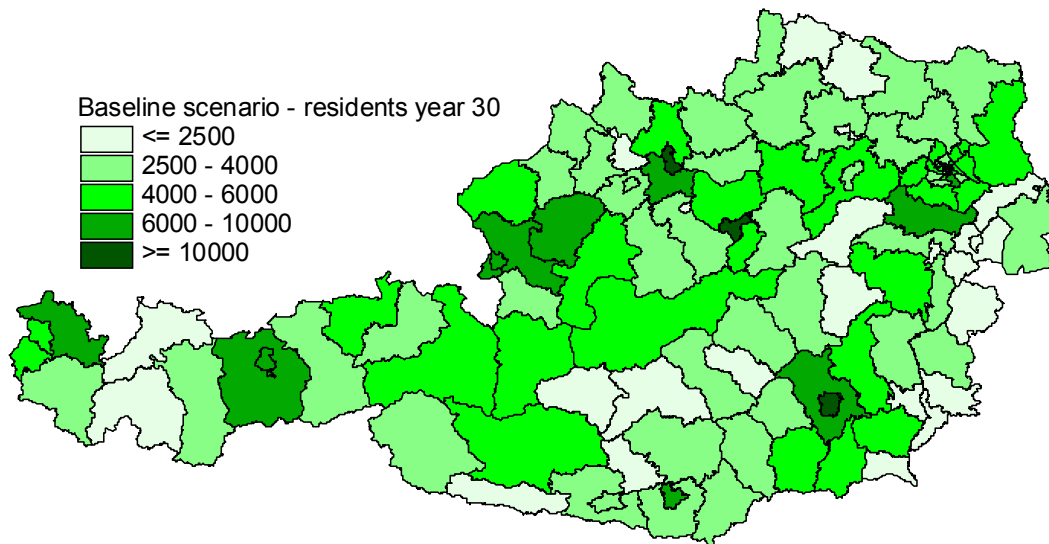 Baseline scenario - residents year 30
<= 2500
2500 - 4000
4000 - 6000
6000 - 10000
>= 10000